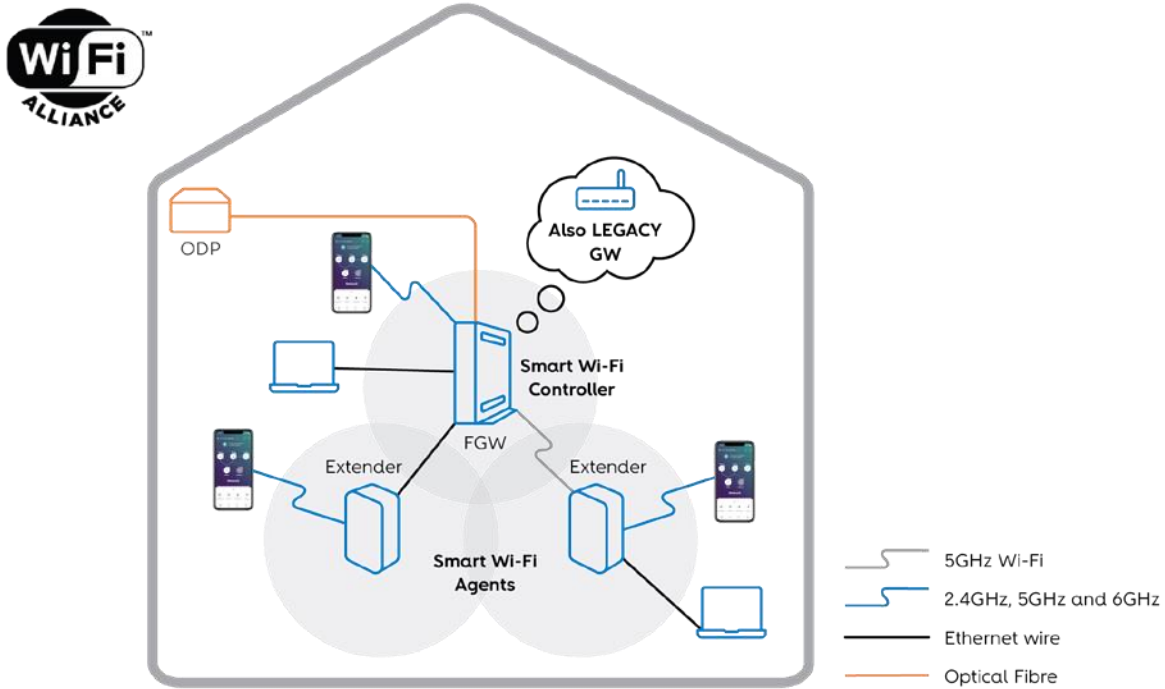 Wi Fi
TM
ALLIANCE
ODP
Also LEGACY
GW
Smart Wi-Fi
Controller
FGW
Extender
Extender
Smart Wi-Fi
Agents
5GHz Wi-Fi
2.4GHz, 5GHz and 6GHz
Ethernet wire
Optical Fibre